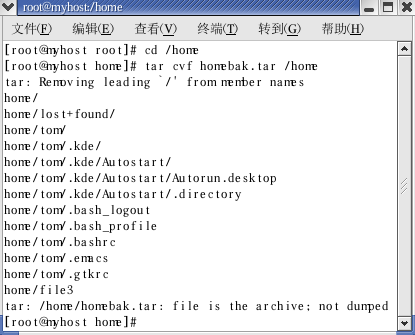 root@myhost:/home
文件(F) 编辑(E) 查看(V) 终端(T) 转到(G) 帮助(H)
[root@myhost root]# cd /home
[root@myhost home]# tar cvf homebak.tar /home
tar: Removing leading `/' from member names
home/
home/lost+found/
home/tom/
home/tom/.kde/
home/tom/.kde/Autostart/
home/tom/.kde/Autostart/Autorun.desktop
home/tom/.kde/Autostart/.directory
home/tom/.bash_logout
home/tom/.bash_profile
home/tom/.bashrc
home/tom/.emacs
home/tom/.gtkrc
home/file3
tar: /home/homebak.tar: file is the archive; not dumped
[root@myhost home]#